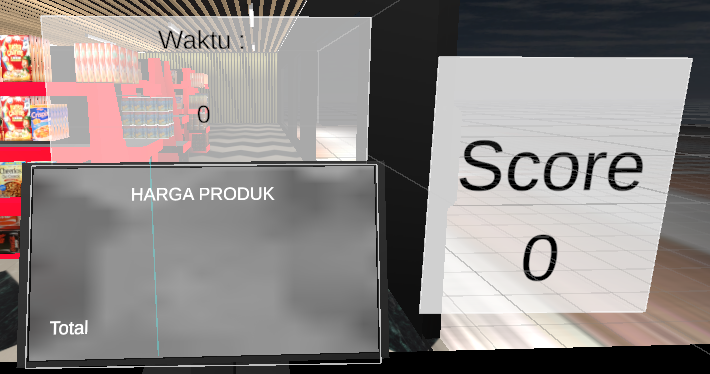 Waktu :
0
HARGA PRODUK
Total
Score
0